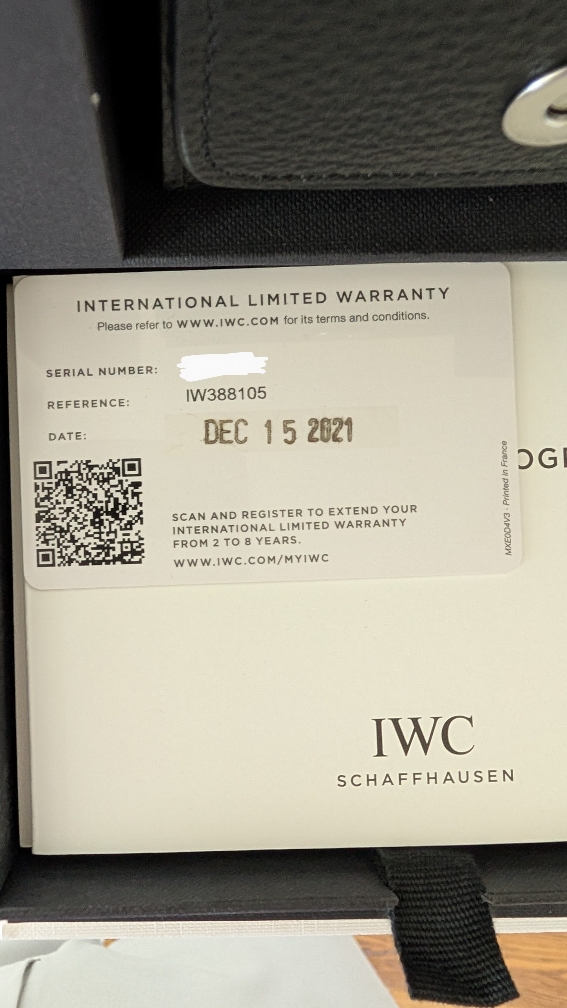 INTERNATIONAL LIMITED WARRANTY
Please refer to WWW.IWC.COM for its terms and conditions.
SERIAL NUMBER:
REFERENCE: IW388105
DATE: DEC 15 2021
SCAN AND REGISTER TO EXTEND YOUR
INTERNATIONAL LIMITED WARRANTY
FROM 2 TO 8 YEARS.
WWW.IWC.COM/MYIWC
MXE0D4V3 - Printed in France
IWC
SCHAFFHAUSEN